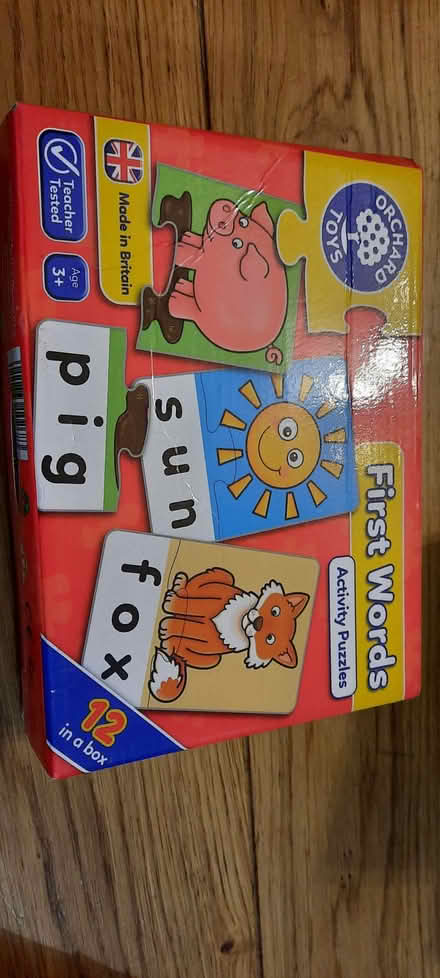 ORCHARD
TOYS
First Words
Activity Puzzles
Made in Britain
Teacher
Tested
Age
3+
sun
pig
fox
12
in a box